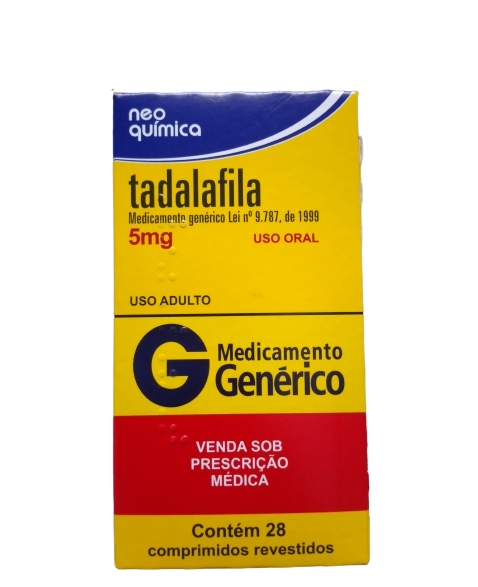 neo
química
tadalafila
Medicamento genérico Lei nº 9.787, de 1999
5mg USO ORAL
USO ADULTO
G Medicamento
Genérico
VENDA SOB
PRESCRIÇÃO
MÉDICA
Contém 28
comprimidos revestidos